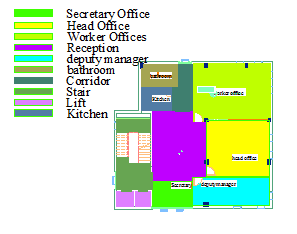 Secretary Office
Head Office
Worker Offices
Reception
deputy manager
bathroom
Corridor
Stair
Lift
Kitchen
bathroom
Kitchen
worker office
head office
Secretary
deputy manager